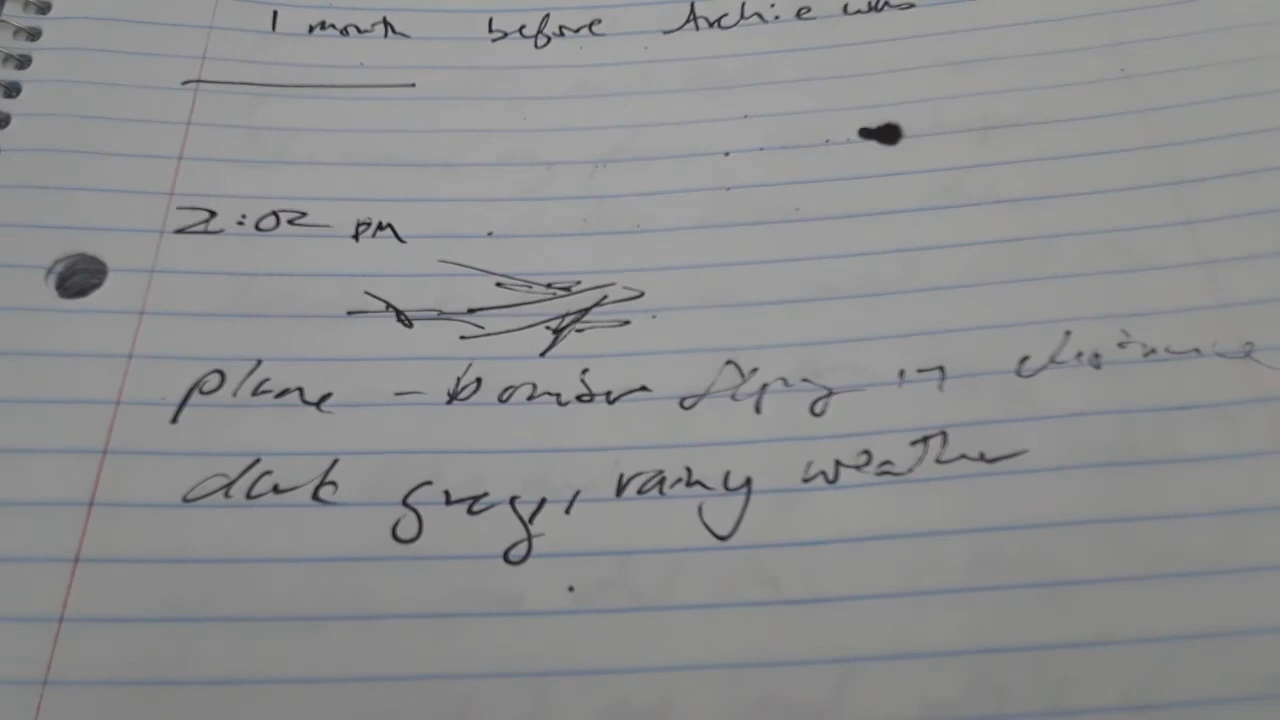 1 month before Archie was
2:02 PM
plane - bomber flying in distance
dark grey, rainy weather